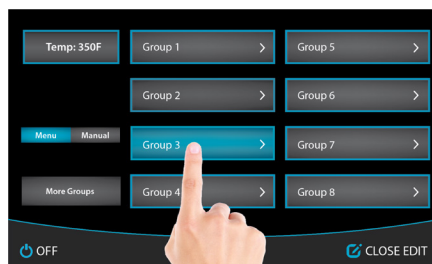 Temp: 350F
Group 1
Group 5
Group 2
Group 6
Menu
Manual
Group 3
Group 7
More Groups
Group 4
Group 8
OFF
CLOSE EDIT